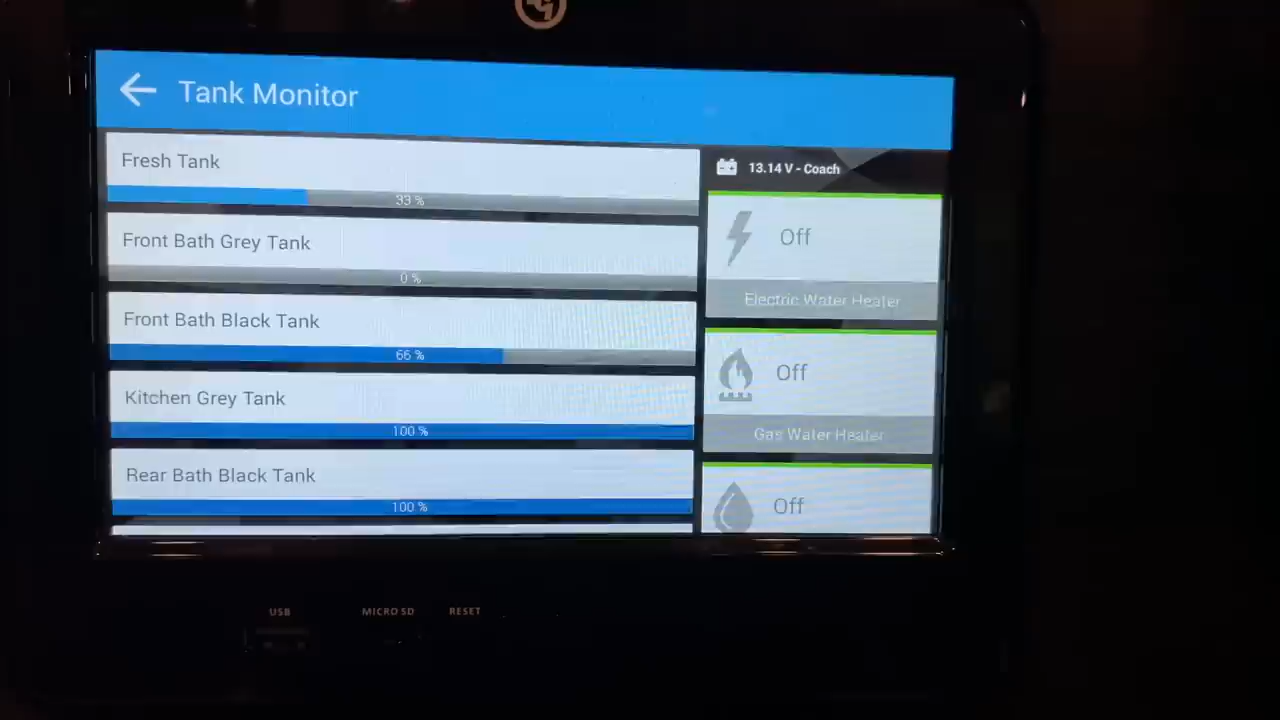 Tank Monitor
Fresh Tank
33 %
Front Bath Grey Tank
0 %
Front Bath Black Tank
66 %
Kitchen Grey Tank
100 %
Rear Bath Black Tank
100 %
13.14 V - Coach
Off
Electric Water Heater
Off
Gas Water Heater
Off
USB
MICRO SD
RESET